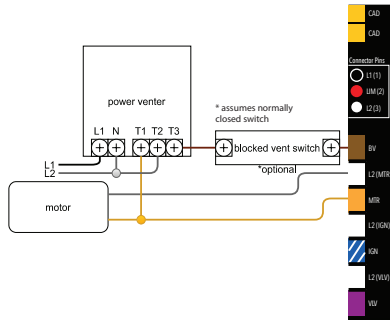 CAD
CAD
Connector Pins
L1 (1)
LIM (2)
L2 (3)
power venter
* assumes normally
closed switch
L1 N T1 T2 T3
blocked vent switch
*optional
BV
L1
L2
L2 (MTR
motor
MTR
L2 (IGN)
IGN
L2 (VLV)
VLV